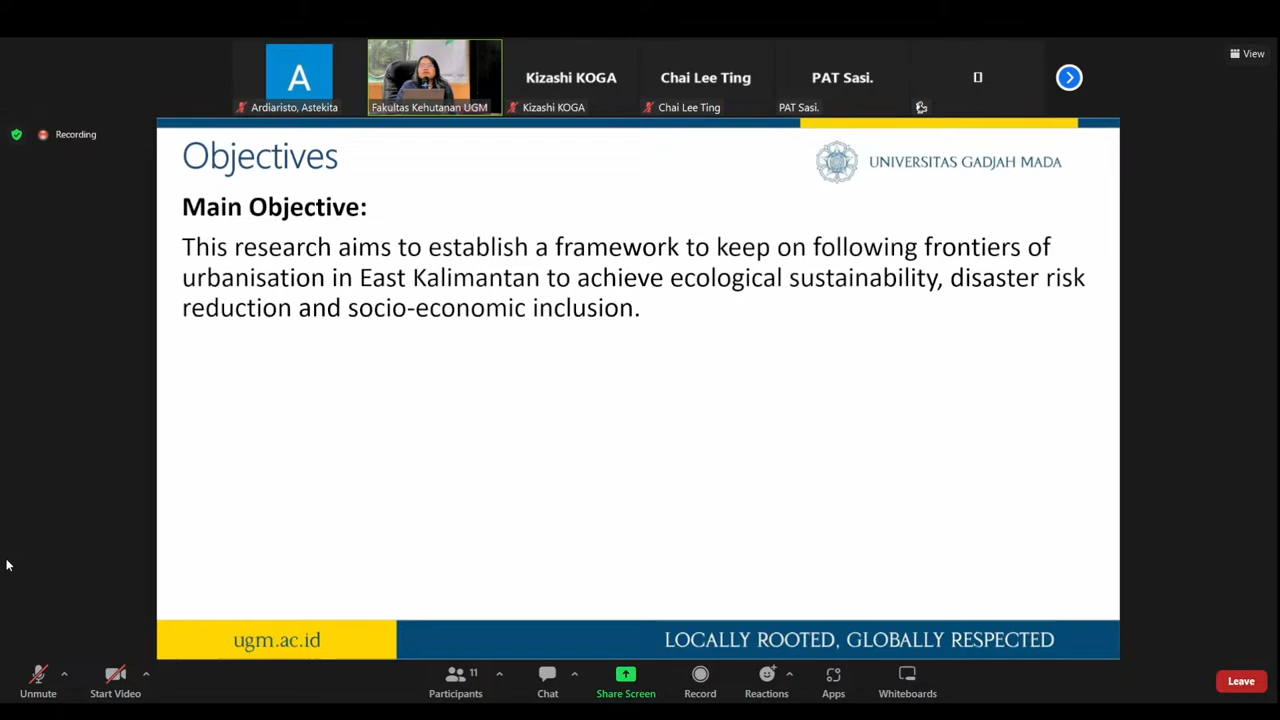 View
A
Kizashi KOGA
Chai Lee Ting
PAT Sasi.
Ardiaristo, Astekita
Fakultas Kehutanan UGM
Kizashi KOGA
Chai Lee Ting
PAT Sasi.
Recording
Objectives
UNIVERSITAS GADJAH MADA
Main Objective:
This research aims to establish a framework to keep on following frontiers of
urbanisation in East Kalimantan to achieve ecological sustainability, disaster risk
reduction and socio-economic inclusion.
ugm.ac.id
LOCALLY ROOTED, GLOBALLY RESPECTED
Unmute
Start Video
11
Participants
Chat
Share Screen
Record
Reactions
Apps
Whiteboards
Leave